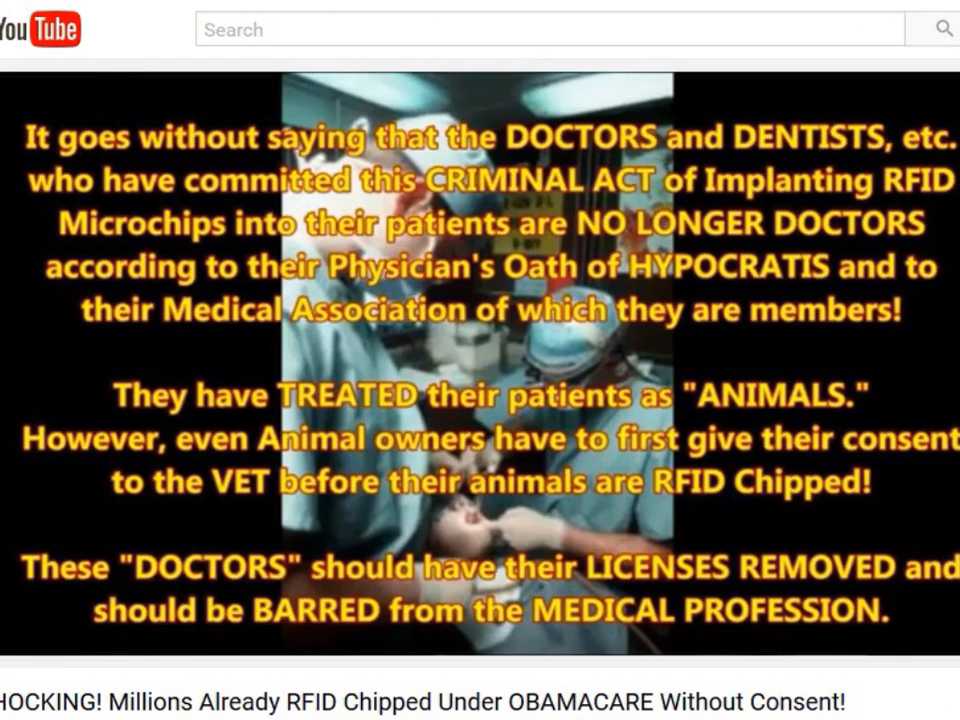 You Tube
Search
It goes without saying that the DOCTORS and DENTISTS, etc.
who have committed this CRIMINAL ACT of Implanting RFID
Microchips into their patients are NO LONGER DOCTORS
according to their Physician's Oath of HYPOCRATIS and to
their Medical Association of which they are members!
They have TREATED their patients as "ANIMALS."
However, even Animal owners have to first give their consent
to the VET before their animals are RFID Chipped!
These "DOCTORS" should have their LICENSES REMOVED and
should be BARRED from the MEDICAL PROFESSION.
HOCKING! Millions Already RFID Chipped Under OBAMACARE Without Consent!